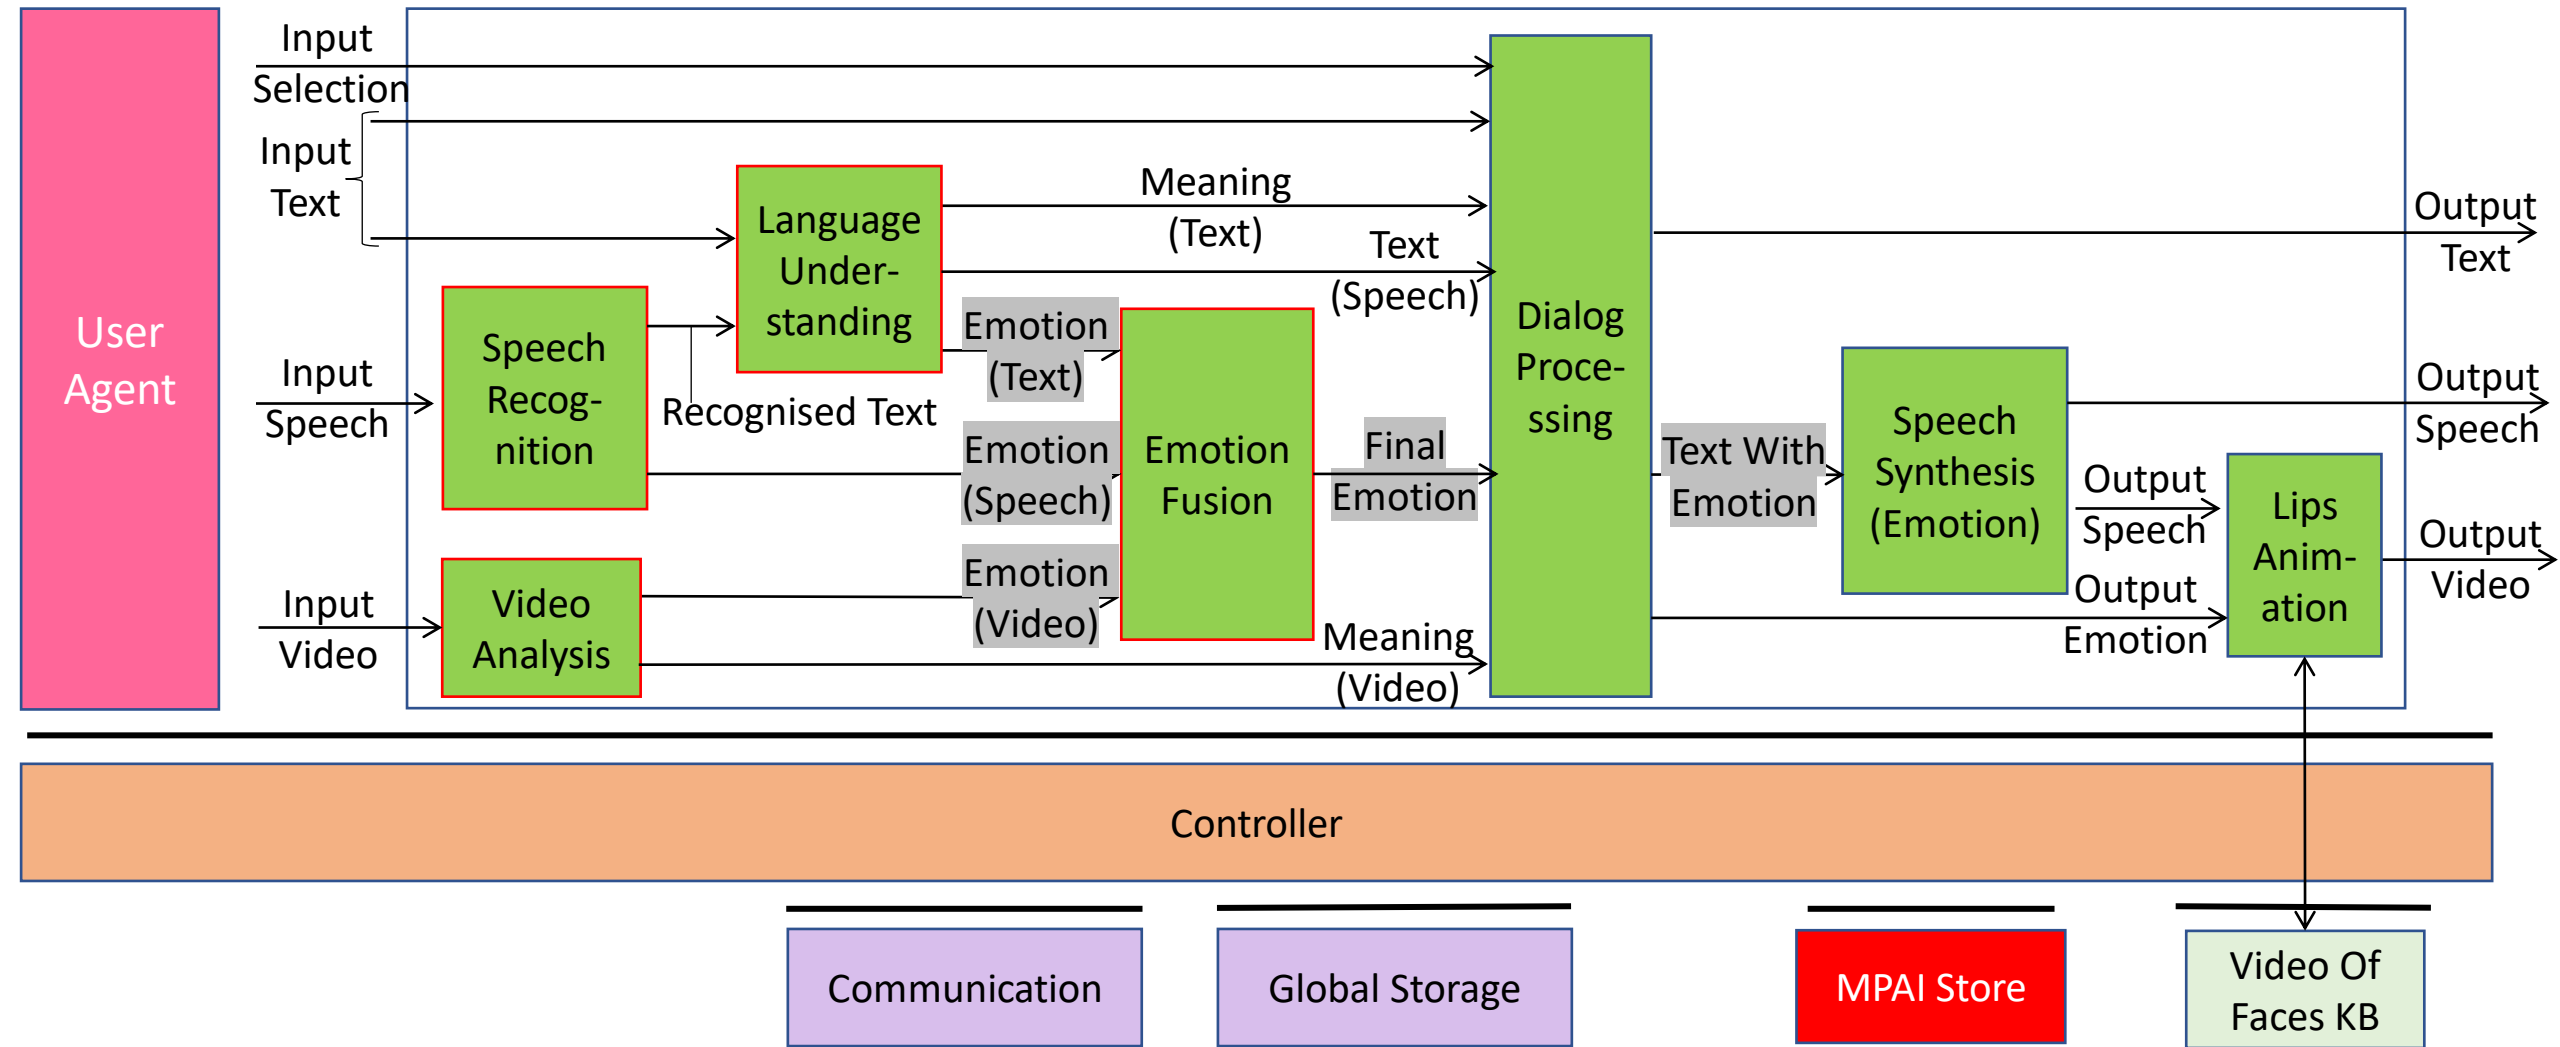 User
Agent
Input
Selection
Input
Text
Input
Speech
Input
Video
Speech
Recog-
nition
Video
Analysis
Language
Under-
standing
Recognised Text
Meaning
(Text)
Text
(Speech)
Emotion
(Text)
Emotion
(Speech)
Emotion
(Video)
Emotion
Fusion
Final
Emotion
Meaning
(Video)
Dialog
Proce-
ssing
Text With
Emotion
Speech
Synthesis
(Emotion)
Output
Speech
Output
Emotion
Lips
Anim-
ation
Output
Text
Output
Speech
Output
Video
Controller
Communication
Global Storage
MPAI Store
Video Of
Faces KB